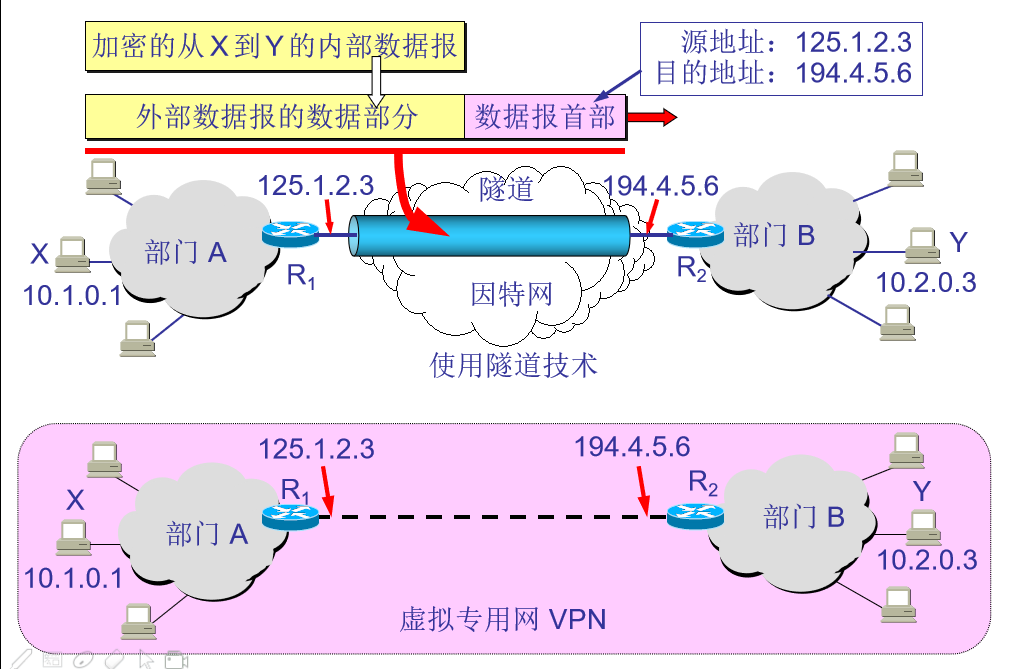 加密的从 X 到 Y 的内部数据报
源地址：125.1.2.3
目的地址：194.4.5.6
外部数据报的数据部分
数据报首部
125.1.2.3
隧道
194.4.5.6
X
部门 A
部门 B
Y
R1
R2
10.1.0.1
因特网
10.2.0.3
使用隧道技术
125.1.2.3
194.4.5.6
X
R1
R2
Y
部门 A
部门 B
10.1.0.1
10.2.0.3
虚拟专用网 VPN